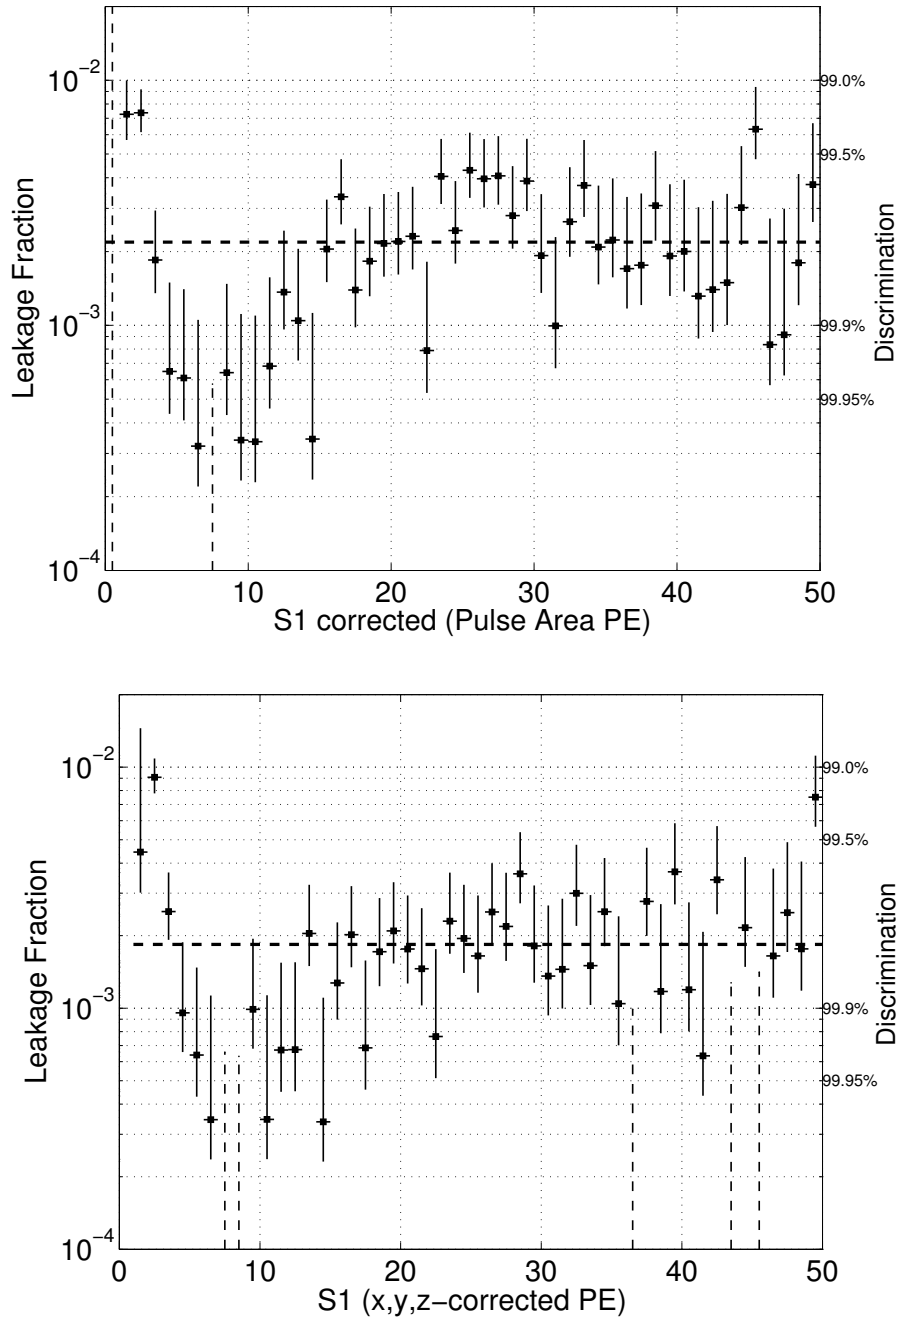 10−2
99.0%
99.5%
Leakage Fraction
Discrimination
10−3
99.9%
99.95%
10−4
0 10 20 30 40 50
S1 corrected (Pulse Area PE)
10−2
99.0%
99.5%
Leakage Fraction
Discrimination
10−3
99.9%
99.95%
10−4
0 10 20 30 40 50
S1 (x,y,z−corrected PE)